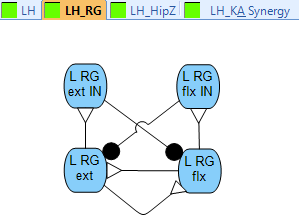 LH LH_RG LH_HipZ LH_KA Synergy
L RG
ext IN
L RG
flx IN
L RG
ext
L RG
flx